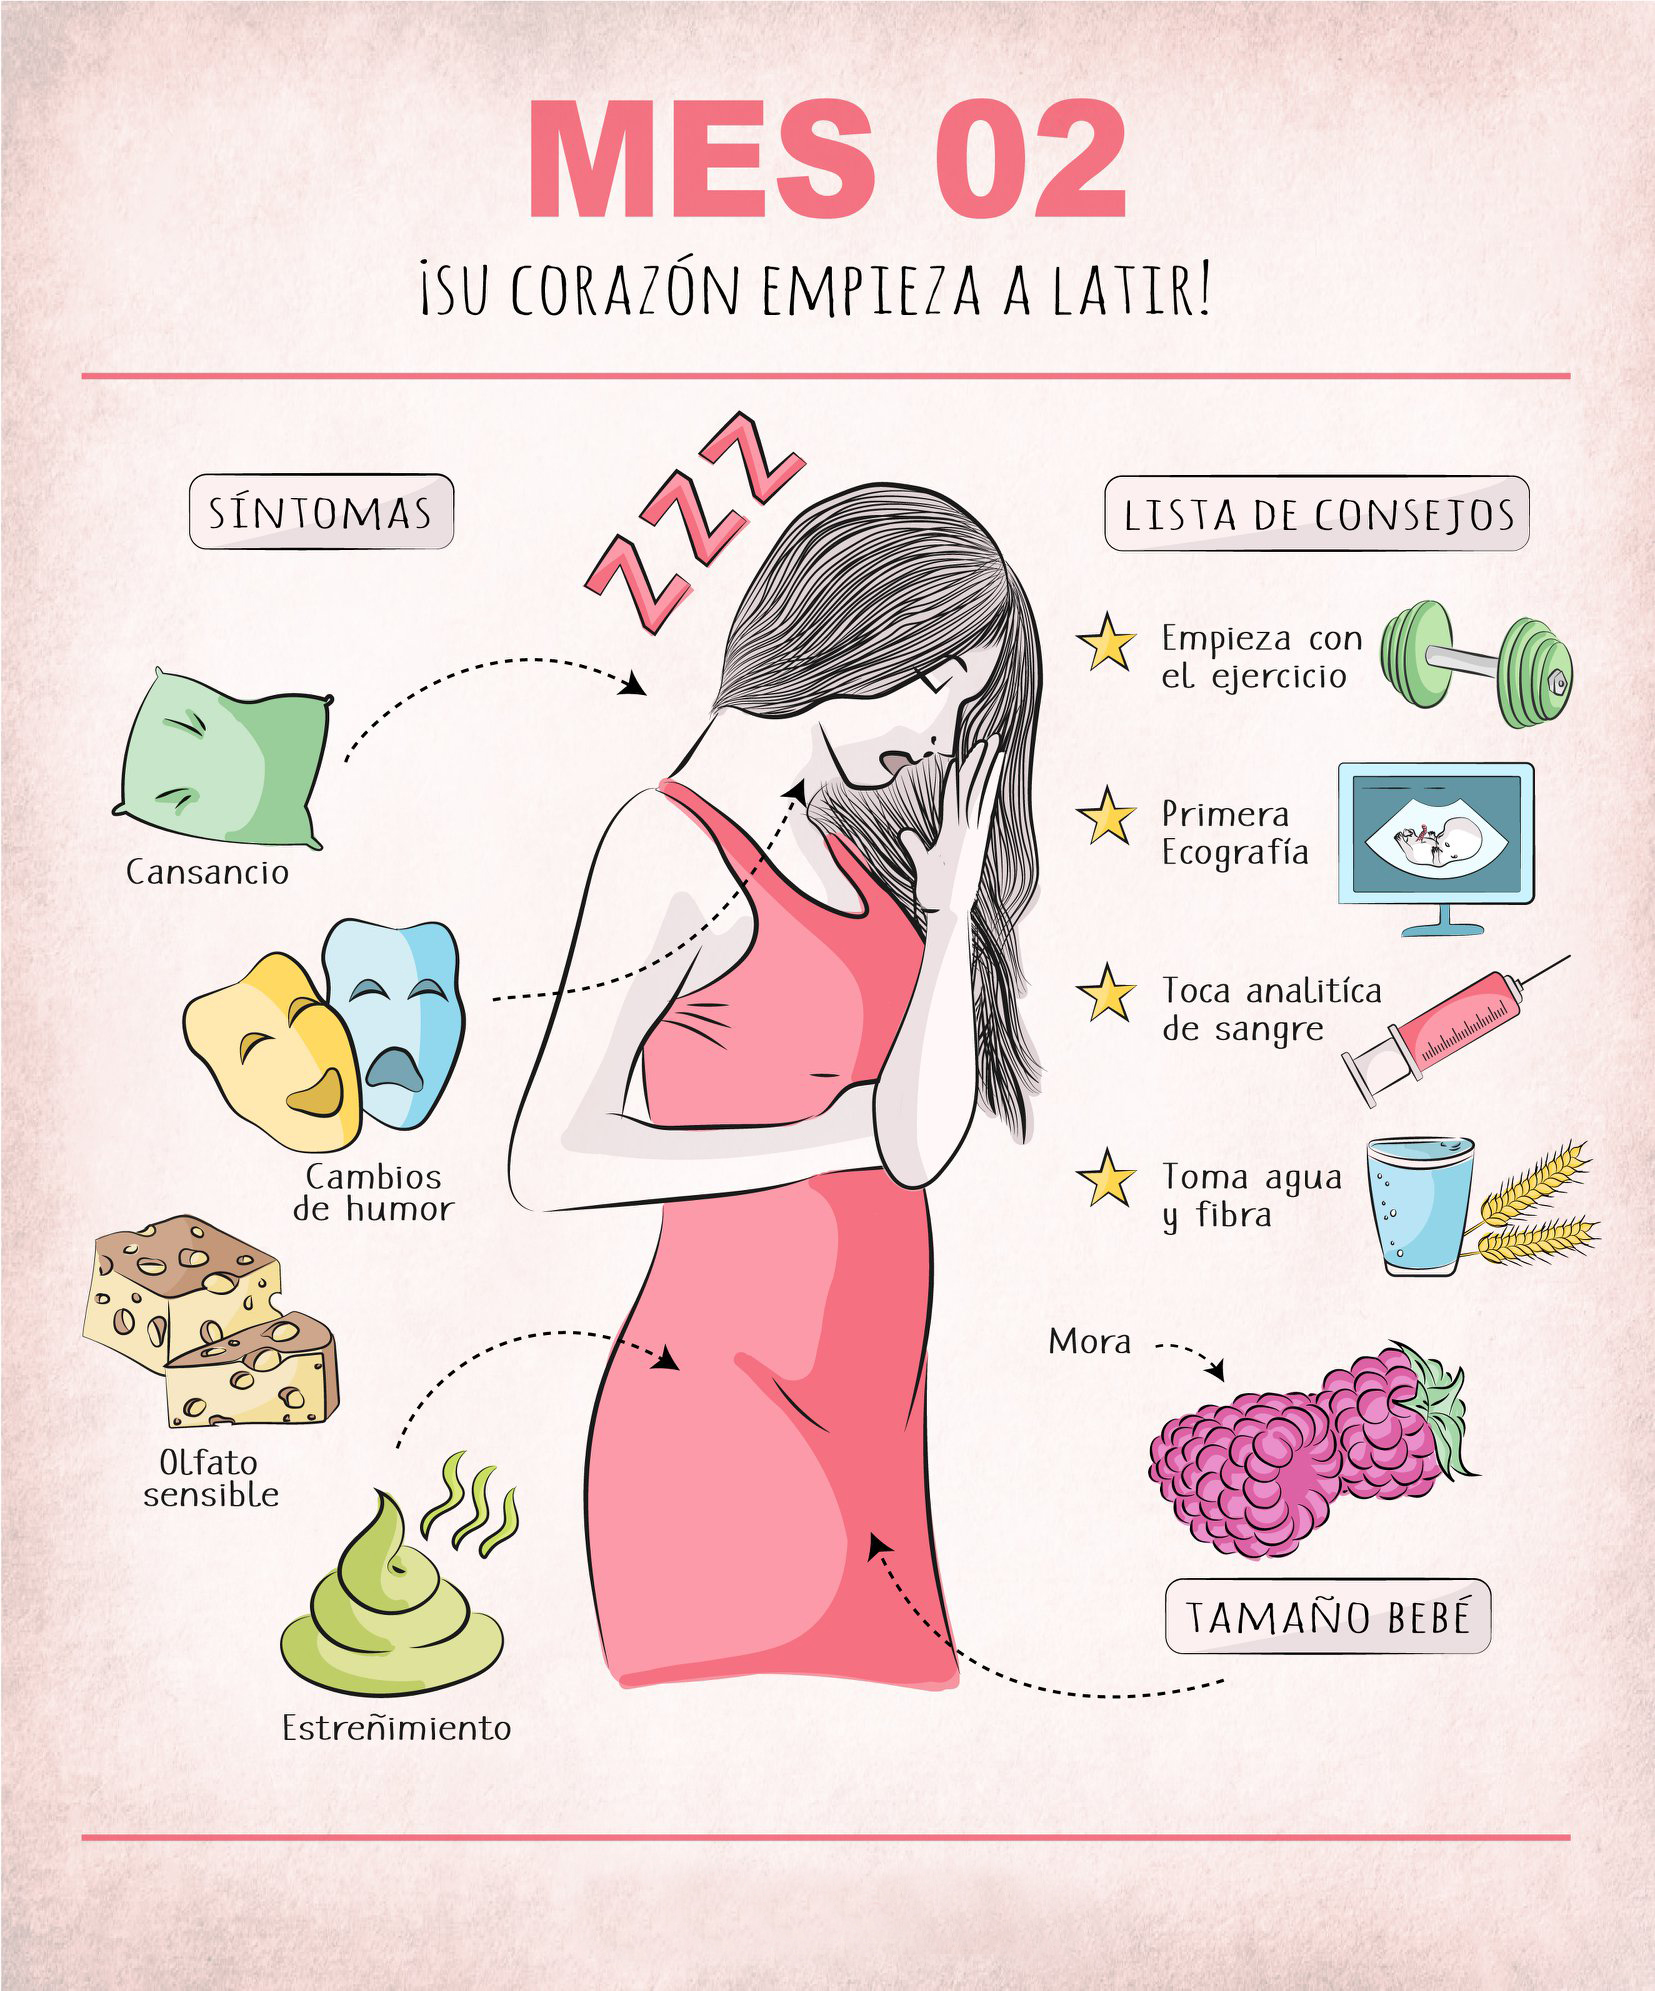 MES 02
¡SU CORAZÓN EMPIEZA A LATIR!
ZZZ
SÍNTOMAS
Cansancio
Cambios
de humor
Olfato
sensible
Estreñimiento
LISTA DE CONSEJOS
Empieza con
el ejercicio
Primera
Ecografía
Toca analitíca
de sangre
Toma agua
y fibra
Mora
TAMAÑO BEBÉ